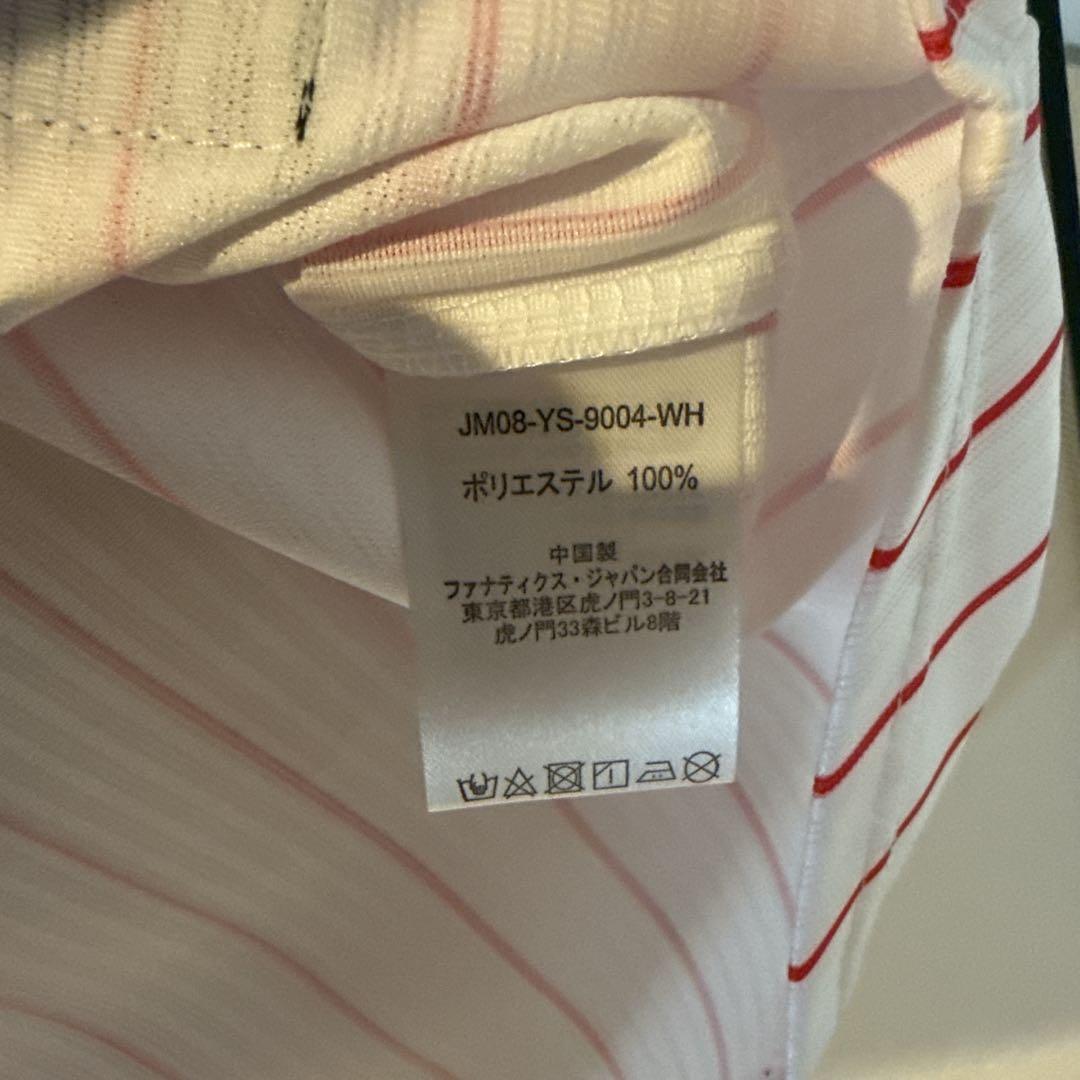 JM08-YS-9004-WH
ポリエステル 100%
中国製
ファナティクス・ジャパン合同会社
東京都港区虎ノ門3-8-21
虎ノ門33森ビル8階